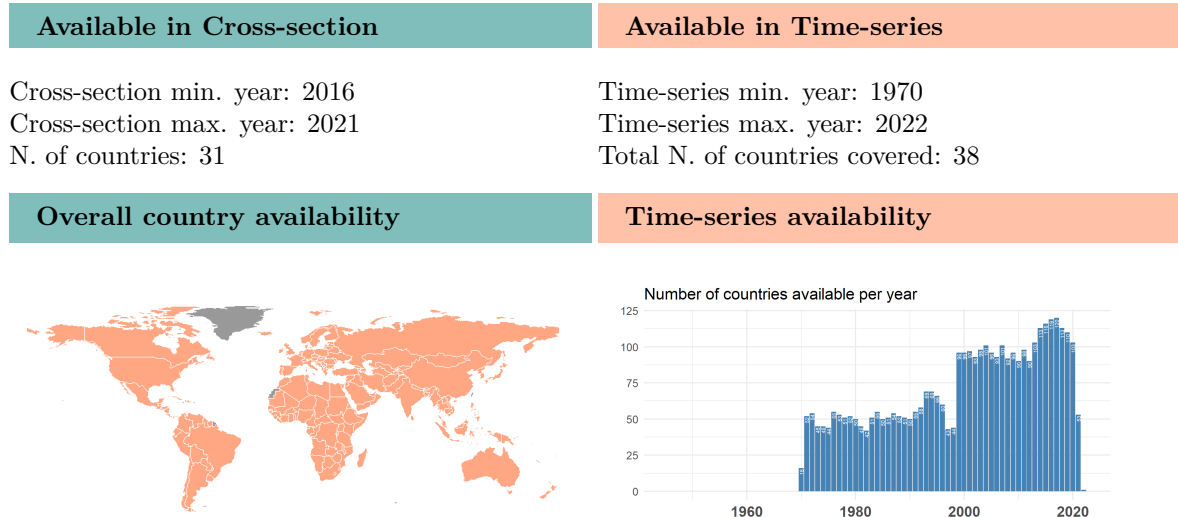 Available in Cross-section
Available in Time-series
Cross-section min. year: 2016
Cross-section max. year: 2021
N. of countries: 31
Time-series min. year: 1970
Time-series max. year: 2022
Total N. of countries covered: 38
Overall country availability
Time-series availability
Number of countries available per year
125
100
75
50
25
0
1960
1980
2000
2020